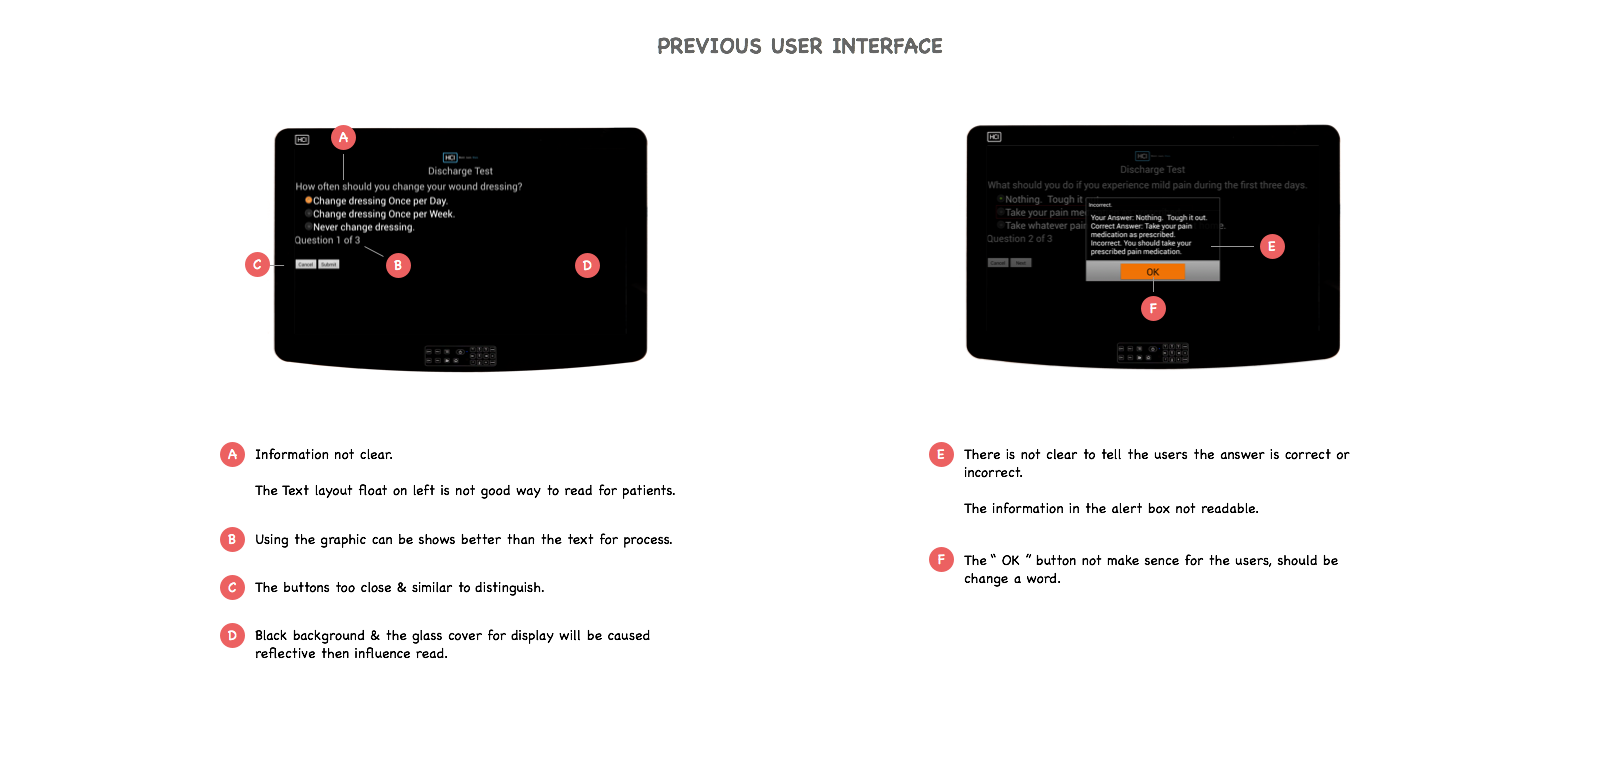 PREVIOUS USER INTERFACE
HCI
A
HCI
Discharge Test
How often should you change your wound dressing?
Change dressing Once per Day.
Change dressing Once per Week.
Never change dressing.
Question 1 of 3
Cancel Submit
C
B
D
HCI
HCI
Discharge Test
What should you do if you experience mild pain during the first three days.
Nothing. Tough it
Take your pain me
Take whatever pain
Question 2 of 3
Cancel Next
Incorrect.
Your Answer: Nothing. Tough it out.
Correct Answer: Take your pain
medication as prescribed.
Incorrect. You should take your
prescribed pain medication.
OK
E
F
A Information not clear.
The Text layout float on left is not good way to read for patients.
B Using the graphic can be shows better than the text for process.
C The buttons too close & similar to distinguish.
D Black background & the glass cover for display will be caused
reflective then influence read.
E There is not clear to tell the users the answer is correct or
incorrect.
The information in the alert box not readable.
F The “ OK ” button not make sence for the users, should be
change a word.